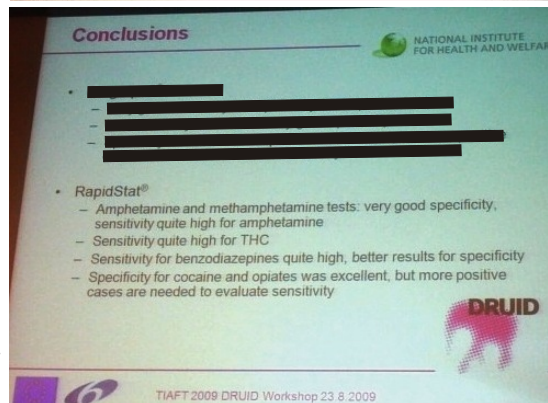 Conclusions
NATIONAL INSTITUTE
FOR HEALTH AND WELFAR
• RapidStat®
– Amphetamine and methamphetamine tests: very good specificity,
sensitivity quite high for amphetamine
– Sensitivity quite high for THC
– Sensitivity for benzodiazepines quite high, better results for specificity
– Specificity for cocaine and opiates was excellent, but more positive
cases are needed to evaluate sensitivity
DRUID
TIAFT 2009 DRUID Workshop 23.8.2009